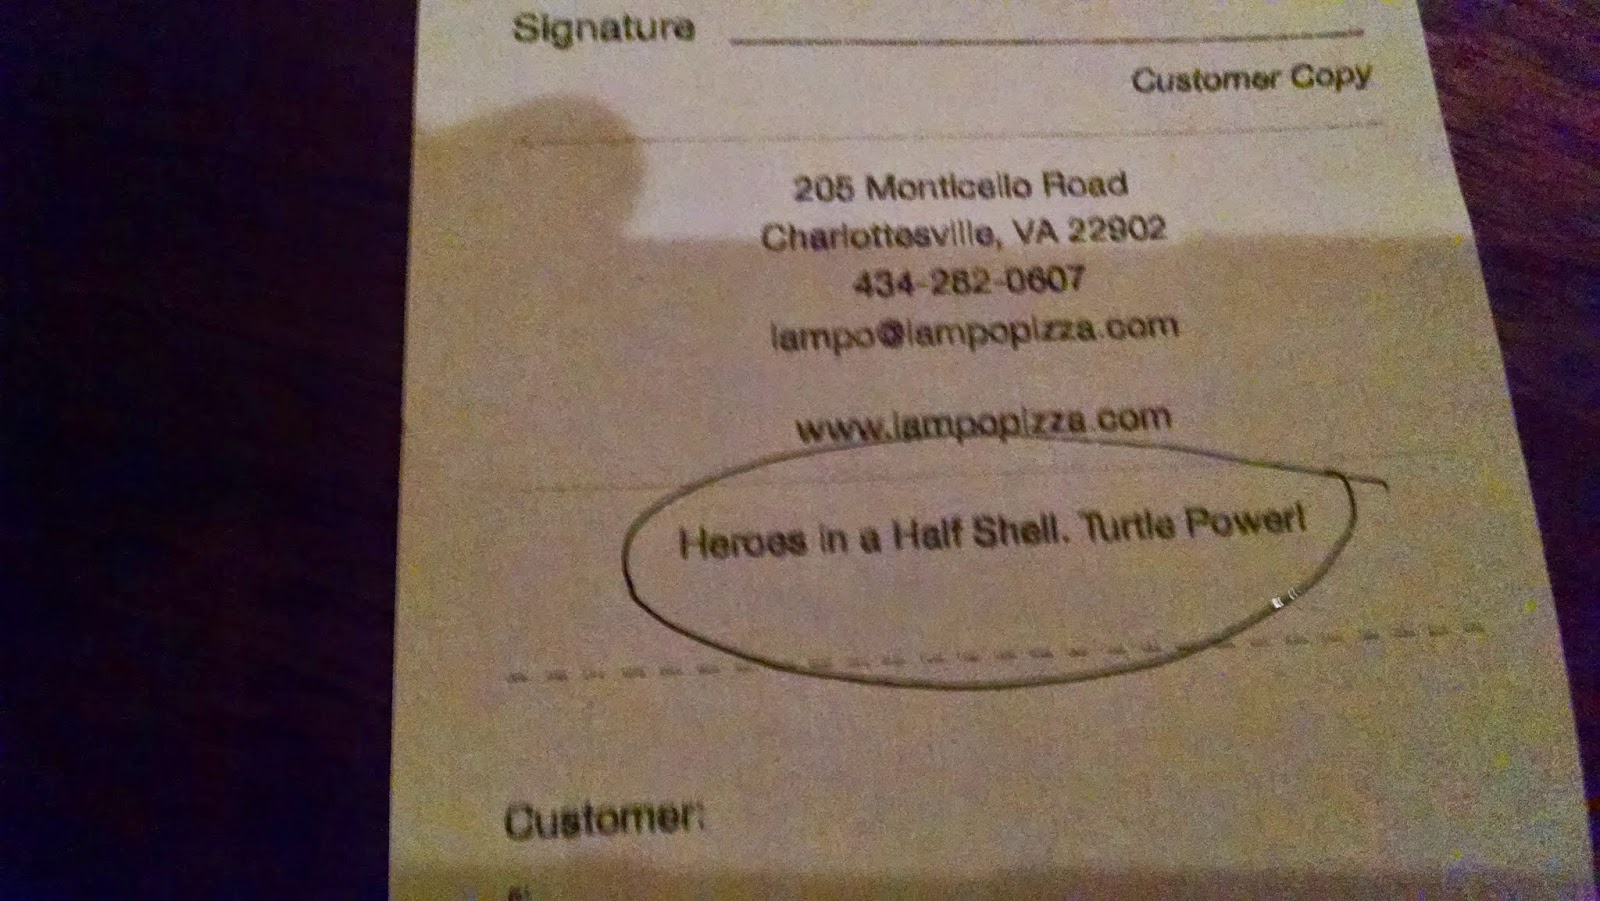 Signature
Customer Copy
205 Monticello Road
Charlottesville, VA 22902
434-282-0607
lampo@lampopizza.com
www.lampopizza.com
Heroes in a Half Shell. Turtle Power!
Customer: